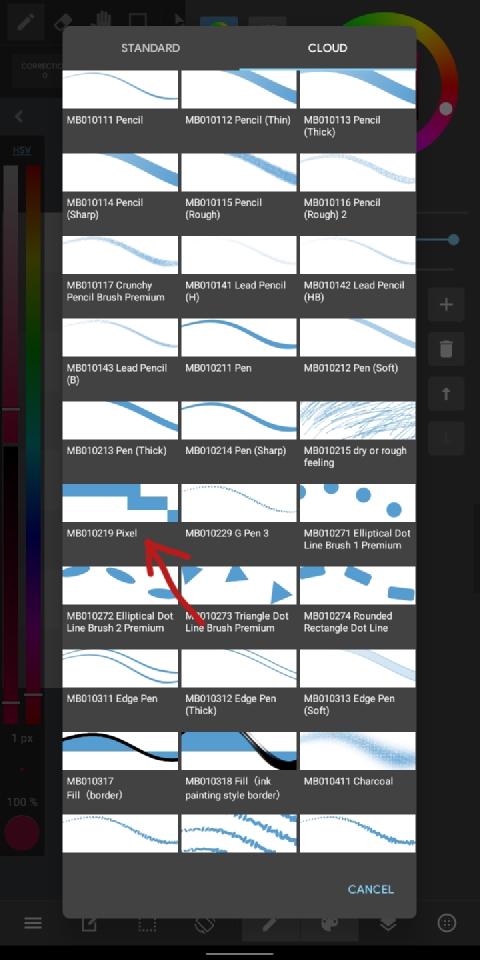 STANDARD
CLOUD
CORRECTIO
0
MB010111 Pencil
MB010112 Pencil (Thin)
MB010113 Pencil
(Thick)
HSV
MB010114 Pencil
(Sharp)
MB010115 Pencil
(Rough)
MB010116 Pencil
(Rough) 2
MB010117 Crunchy
Pencil Brush Premium
MB010141 Lead Pencil
(H)
MB010142 Lead Pencil
(HB)
MB010143 Lead Pencil
(B)
MB010211 Pen
MB010212 Pen (Soft)
MB010213 Pen (Thick)
MB010214 Pen (Sharp)
MB010215 dry or rough
feeling
MB010219 Pixel
MB010229 G Pen 3
MB010271 Elliptical Dot
Line Brush 1 Premium
MB010272 Elliptical Dot
Line Brush 2 Premium
MB010273 Triangle Dot
Line Brush Premium
MB010274 Rounded
Rectangle Dot Line
MB010311 Edge Pen
MB010312 Edge Pen
(Thick)
MB010313 Edge Pen
(Soft)
1 px
MB010317
Fill（border）
MB010318 Fill（ink
painting style border）
MB010411 Charcoal
100 %
CANCEL